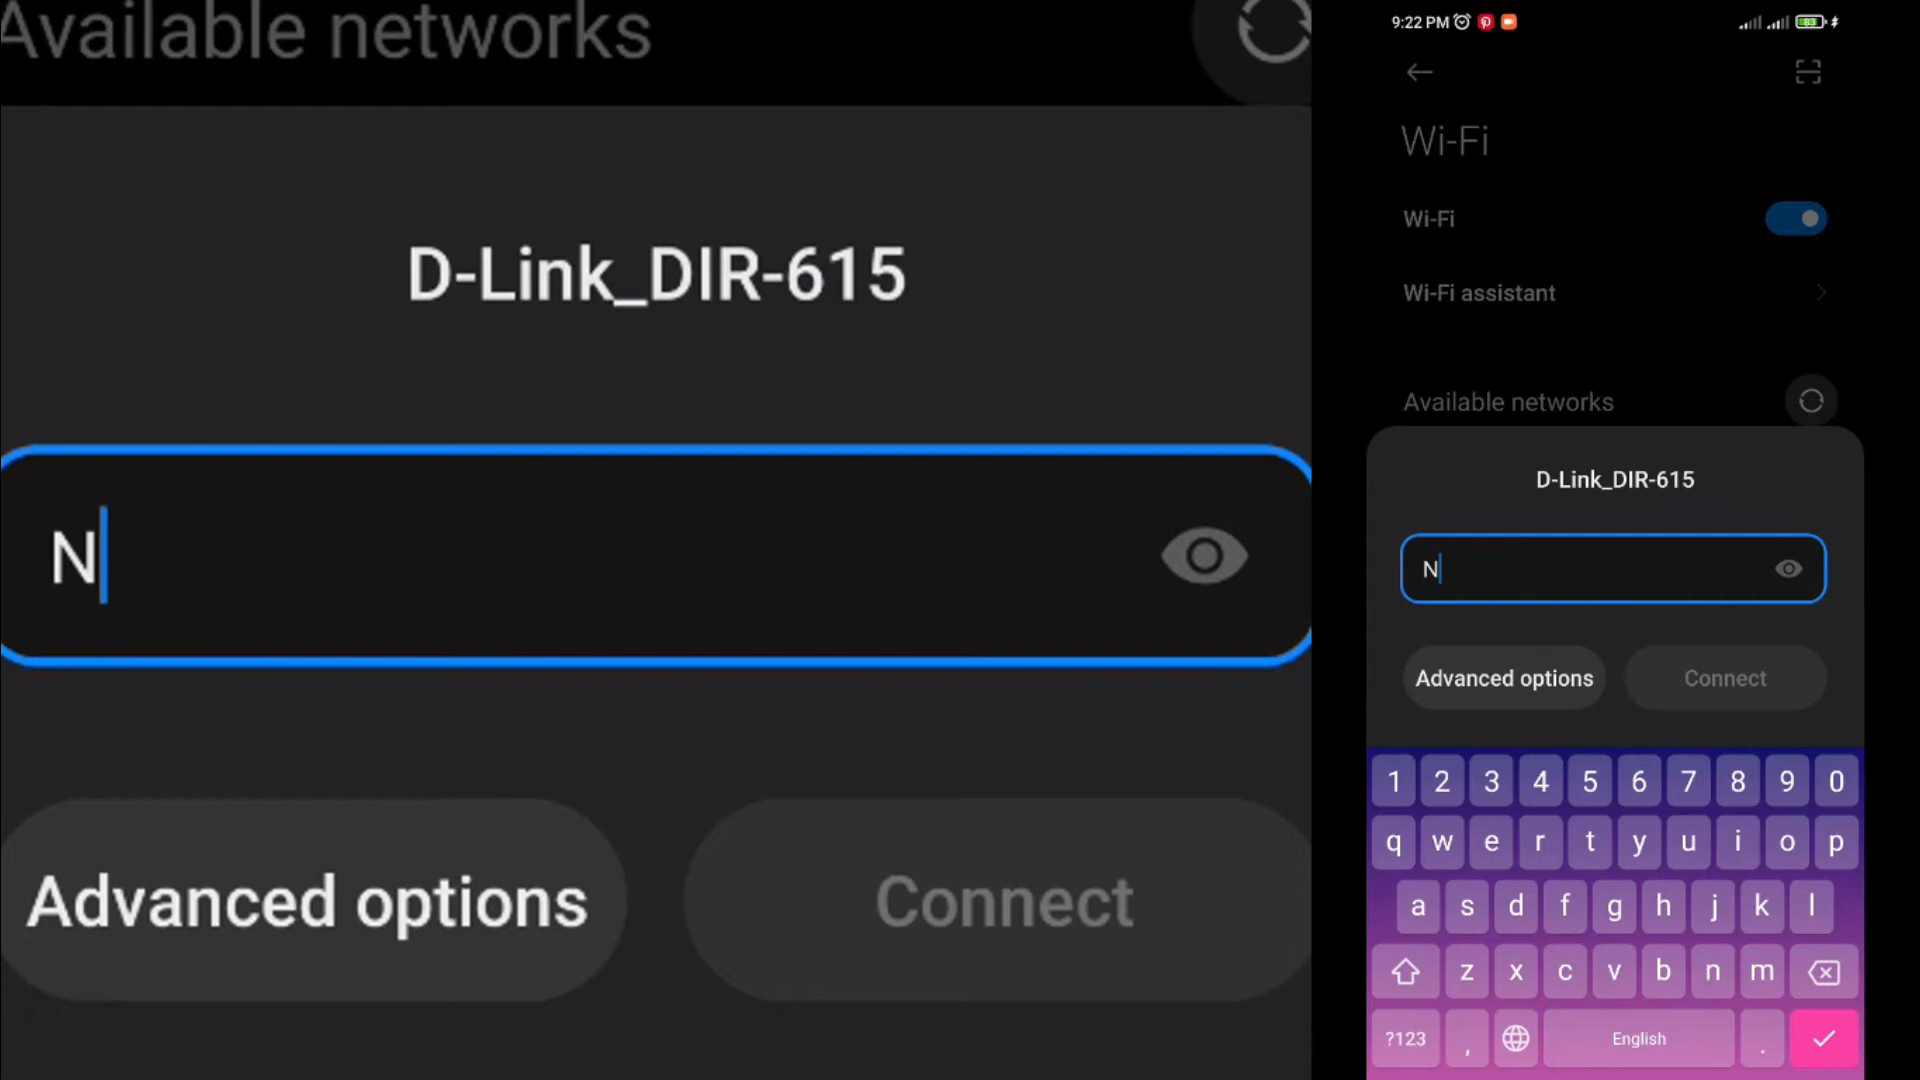 Available networks
D-Link_DIR-615
N
Advanced options
Connect
9:22 PM
83
Wi-Fi
Wi-Fi
Wi-Fi assistant
Available networks
D-Link_DIR-615
N
Advanced options
Connect
1 2 3 4 5 6 7 8 9 0
q w e r t y u i o p
a s d f g h j k l
z x c v b n m
?123 , English .